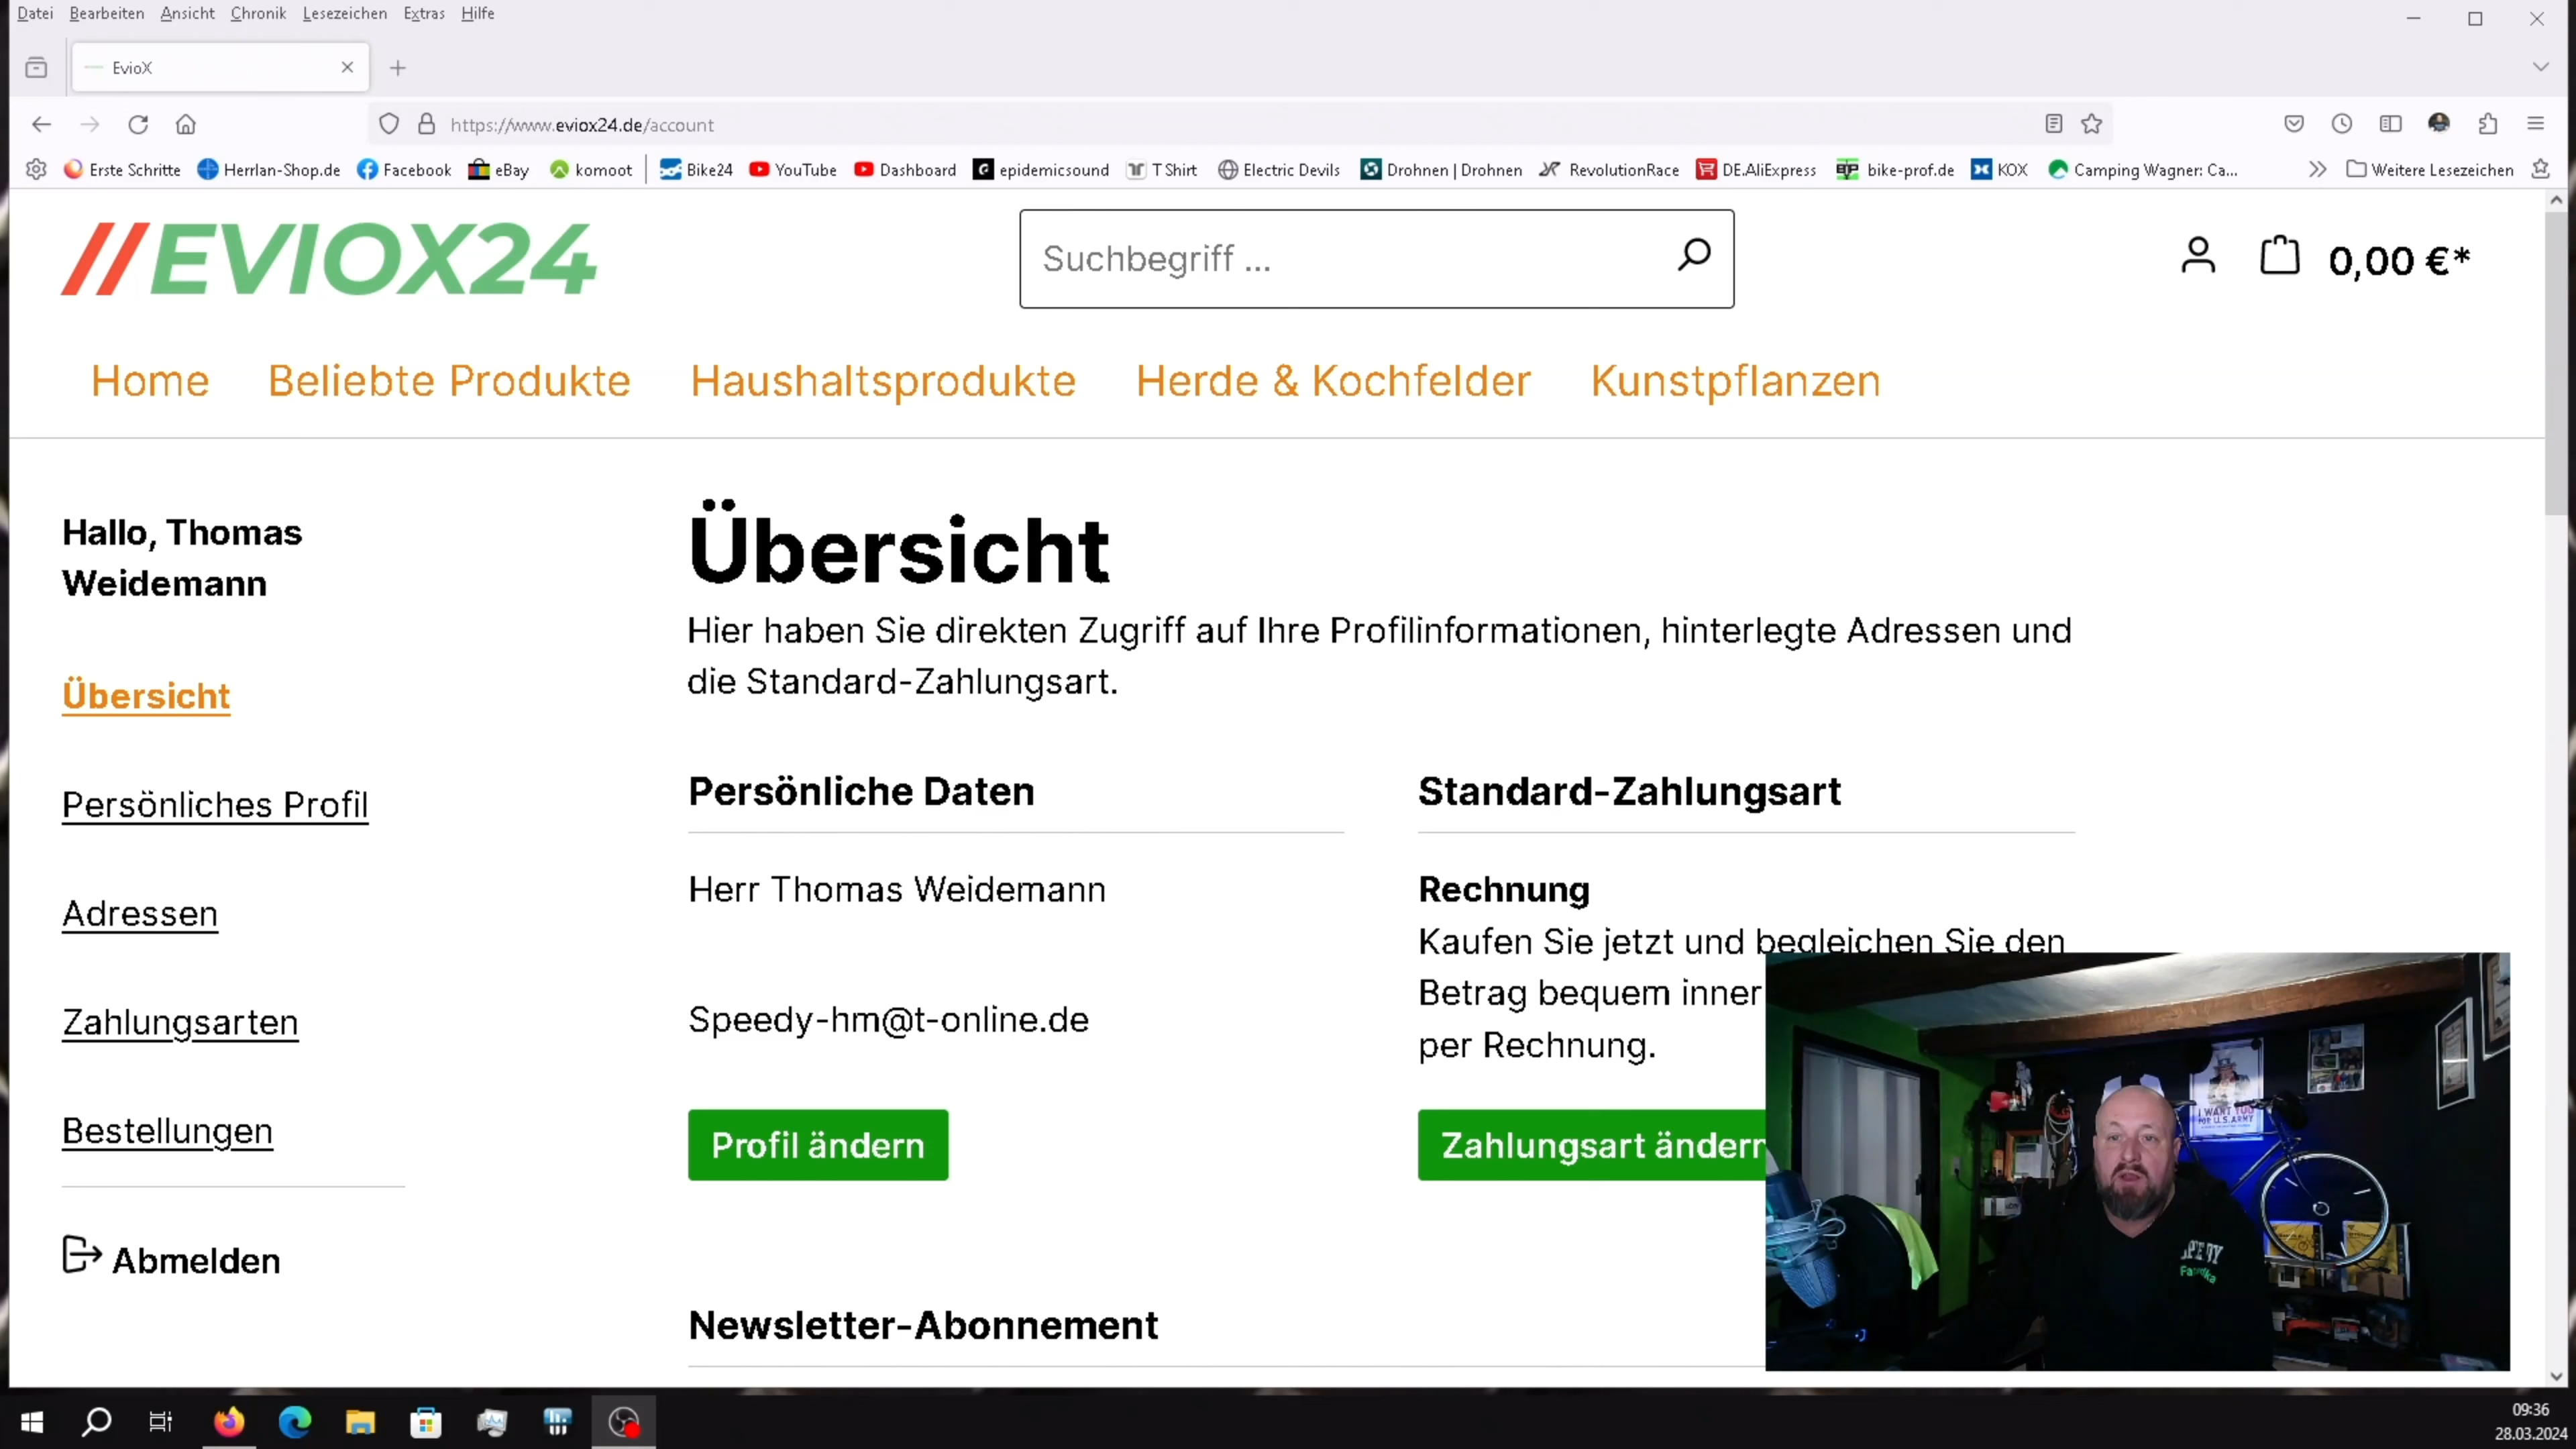 Datei Bearbeiten Ansicht Chronik Lesezeichen Extras Hilfe
EvioX
https://www.eviox24.de/account
Erste Schritte Herrlan-Shop.de Facebook eBay komoot Bike24 YouTube Dashboard epidemicsound T Shirt Electric Devils Drohnen | Drohnen RevolutionRace DE.AliExpress bike-prof.de KOX Camping Wagner: Ca... Weitere Lesezeichen
//EVIOX24
Suchbegriff ...
0,00 €*
Home Beliebte Produkte Haushaltsprodukte Herde & Kochfelder Kunstpflanzen
Hallo, Thomas
Weidemann
Übersicht
Persönliches Profil
Adressen
Zahlungsarten
Bestellungen
Abmelden
Übersicht
Hier haben Sie direkten Zugriff auf Ihre Profilinformationen, hinterlegte Adressen und
die Standard-Zahlungsart.
Persönliche Daten
Herr Thomas Weidemann
Speedy-hm@t-online.de
Profil ändern
Standard-Zahlungsart
Rechnung
Kaufen Sie jetzt und begleichen Sie den
Betrag bequem inner
per Rechnung.
Zahlungsart ändern
Newsletter-Abonnement
I WANT YOU
FOR U.S. ARMY
09:36
28.03.2024